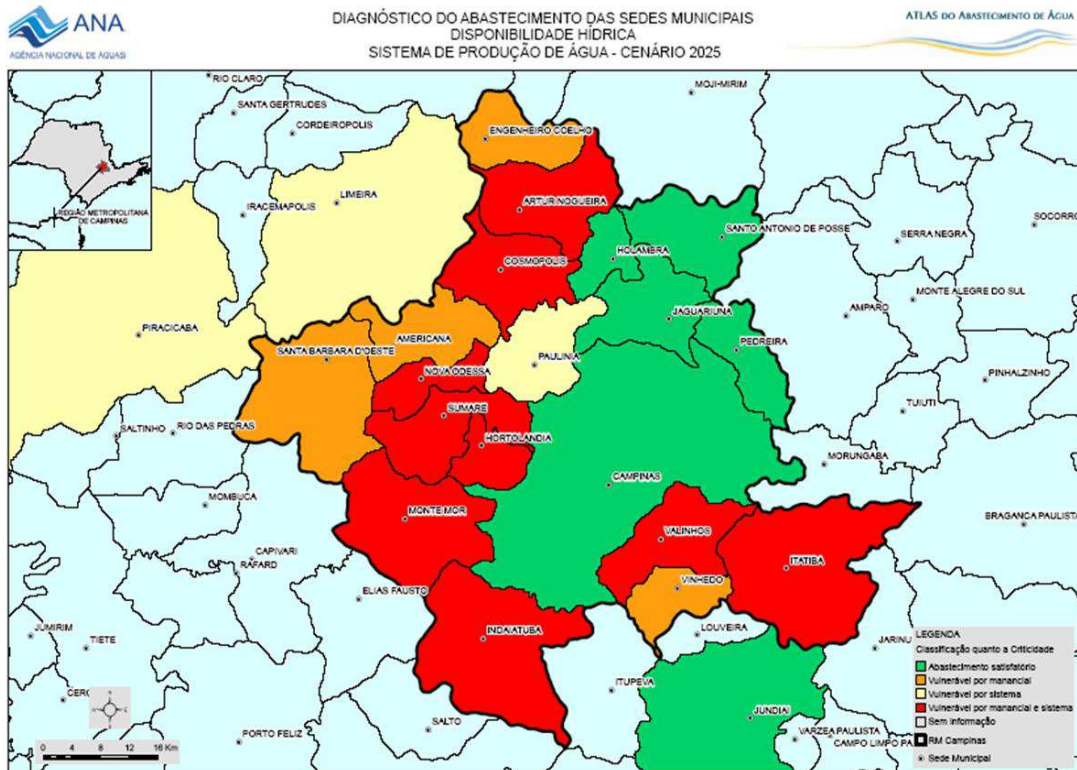 ANA
AGÊNCIA NACIONAL DE ÁGUAS
DIAGNÓSTICO DO ABASTECIMENTO DAS SEDES MUNICIPAIS
DISPONIBILIDADE HÍDRICA
SISTEMA DE PRODUÇÃO DE ÁGUA - CENÁRIO 2025
ATLAS DO ABASTECIMENTO DE ÁGUA
RIO CLARO
MOJI-MIRIM
SANTA GERTRUDES
CORDEIROPOLIS
ENGENHEIRO COELHO
REGIÃO METROPOLITANA
DE CAMPINAS
IRACEMAPOLIS
LIMEIRA
ARTUR NOGUEIRA
SOCORRO
SANTO ANTONIO DE POSSE
SERRA NEGRA
HOLAMBRA
COSMOPOLIS
MONTE ALEGRE DO SUL
AMPARO
JAGUARIUNA
PIRACICABA
AMERICANA
PEDREIRA
SANTA BARBARA D'OESTE
PAULINIA
NOVA ODESSA
PINHALZINHO
TUIUTI
SUMARE
SALTINHO
RIO DAS PEDRAS
HORTOLANDIA
MORUNGABA
CAMPINAS
MOMBUCA
MONTE MOR
BRAGANCA PAULISTA
VALINHOS
CAPIVARI
RAFARD
ITATIBA
VINHEDO
ELIAS FAUSTO
JUMIRIM
TIETE
INDAIATUBA
LOUVEIRA
JARINU
ITUPEVA
CERQ
JUNDIAI
SALTO
PORTO FELIZ
VARZEA PAULISTA
CAMPO LIMPO PA
0 4 8 12 16 Km
LEGENDA
Classificação quanto a Criticidade
Abastecimento satisfatório
Vulnerável por manancial
Vulnerável por sistema
Vulnerável por manancial e sistema
Sem informação
RM Campinas
Sede Municipal